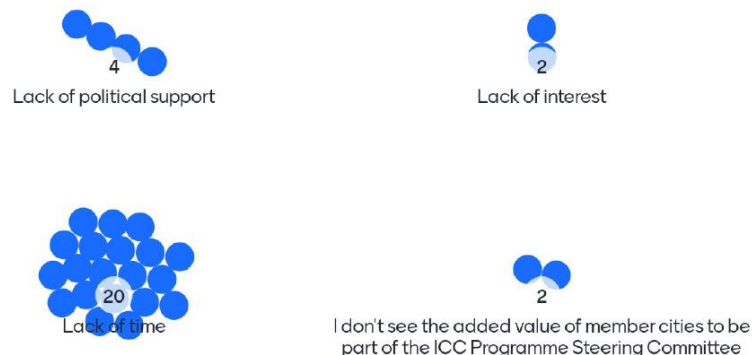 4
Lack of political support
2
Lack of interest
20
Lack of time
2
I don't see the added value of member cities to be
part of the ICC Programme Steering Committee